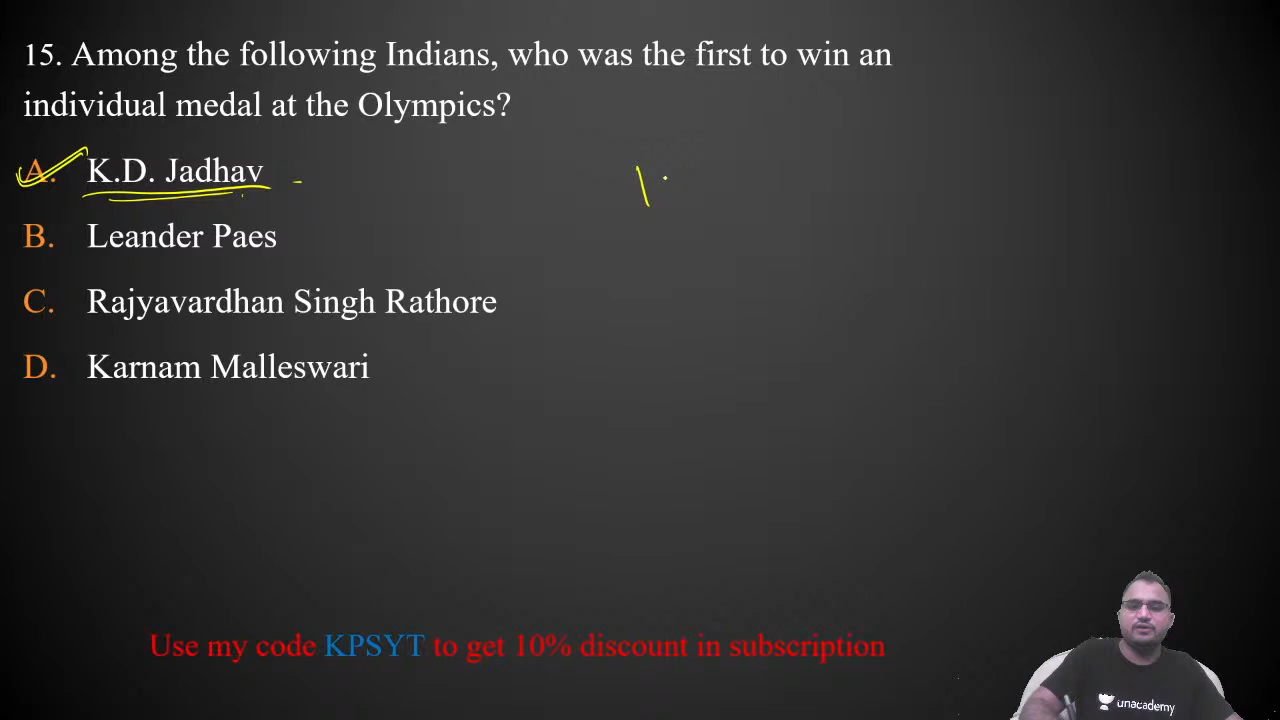 15. Among the following Indians, who was the first to win an
individual medal at the Olympics?
A. K.D. Jadhav
B. Leander Paes
C. Rajyavardhan Singh Rathore
D. Karnam Malleswari
Use my code KPSYT to get 10% discount in subscription
unacademy